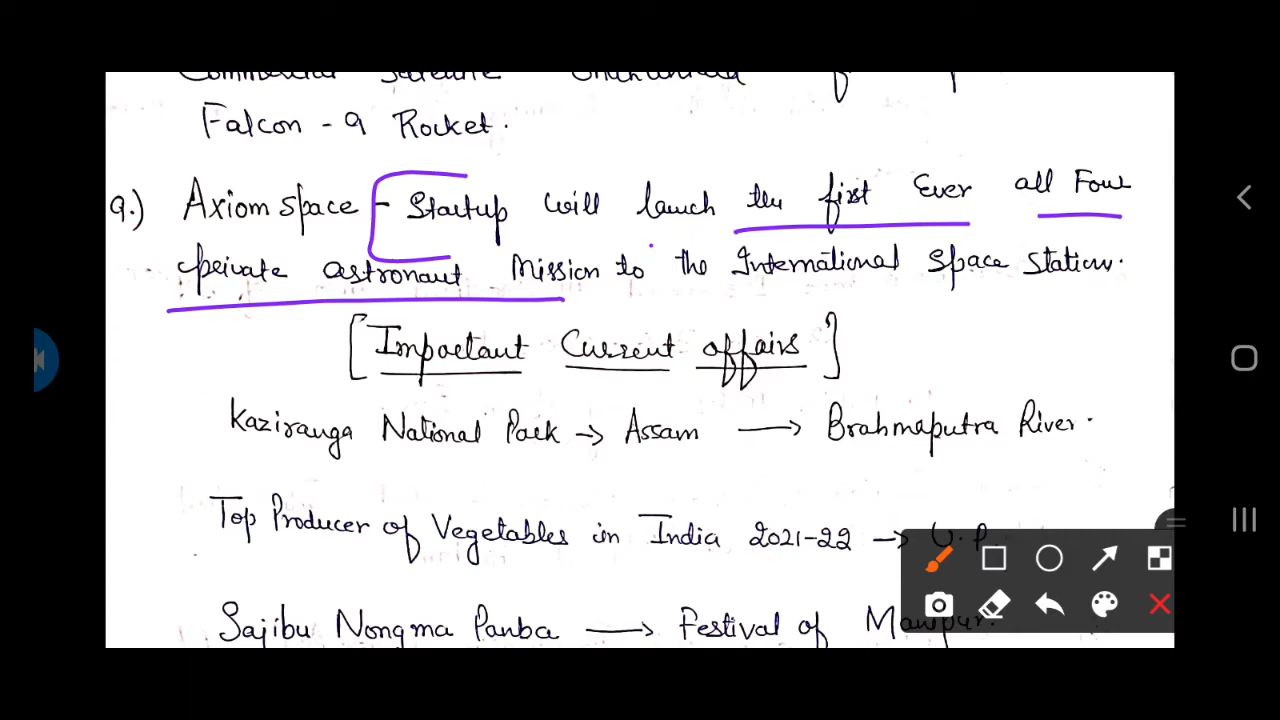 Falcon - 9 Rocket.
9.) Axiom space - Startup will launch the first Ever all Four
private astronaut Mission to the International Space Station.
[Important Current affairs]
Kaziranga National Park → Assam → Brahmaputra River.
Top Producer of Vegetables in India 2021-22 → U.P.
Sajibu Nongma Panba → Festival of Manipur.